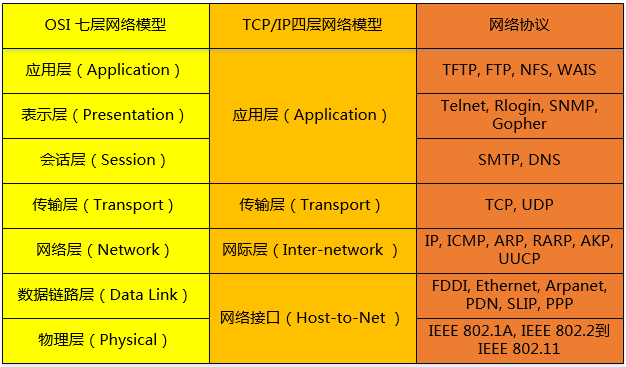 OSI 七层网络模型
TCP/IP四层网络模型
网络协议
应用层（Application）
应用层（Application）
TFTP, FTP, NFS, WAIS
表示层（Presentation）
Telnet, Rlogin, SNMP,
Gopher
会话层（Session）
SMTP, DNS
传输层（Transport）
传输层（Transport）
TCP, UDP
网络层（Network）
网际层（Inter-network ）
IP, ICMP, ARP, RARP, AKP,
UUCP
数据链路层（Data Link）
网络接口（Host-to-Net ）
FDDI, Ethernet, Arpanet,
PDN, SLIP, PPP
物理层（Physical）
IEEE 802.1A, IEEE 802.2到
IEEE 802.11